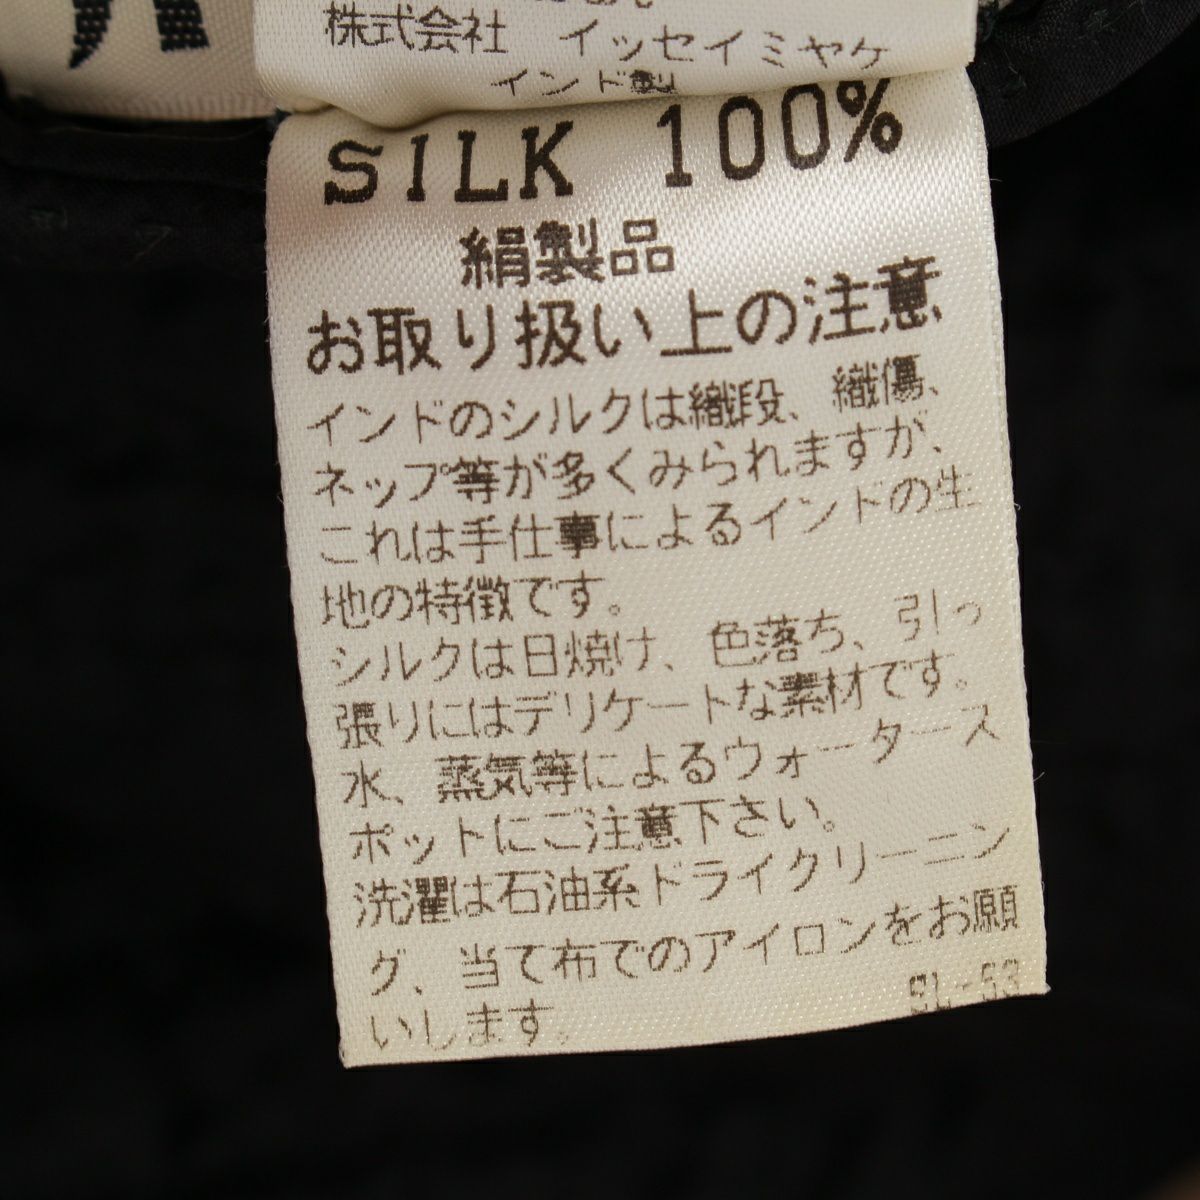 株式会社 イッセイミヤケ
インド製
SILK 100%
絹製品
お取り扱い上の注意
インドのシルクは織段、織傷、
ネップ等が多くみられますが、
これは手仕事によるインドの生
地の特徴です。
シルクは日焼け、色落ち、引っ
張りにはデリケートな素材です。
水、蒸気等によるウォータース
ポットにご注意下さい。
洗濯は石油系ドライクリーニン
グ、当て布でのアイロンをお願
いします。
SL-53